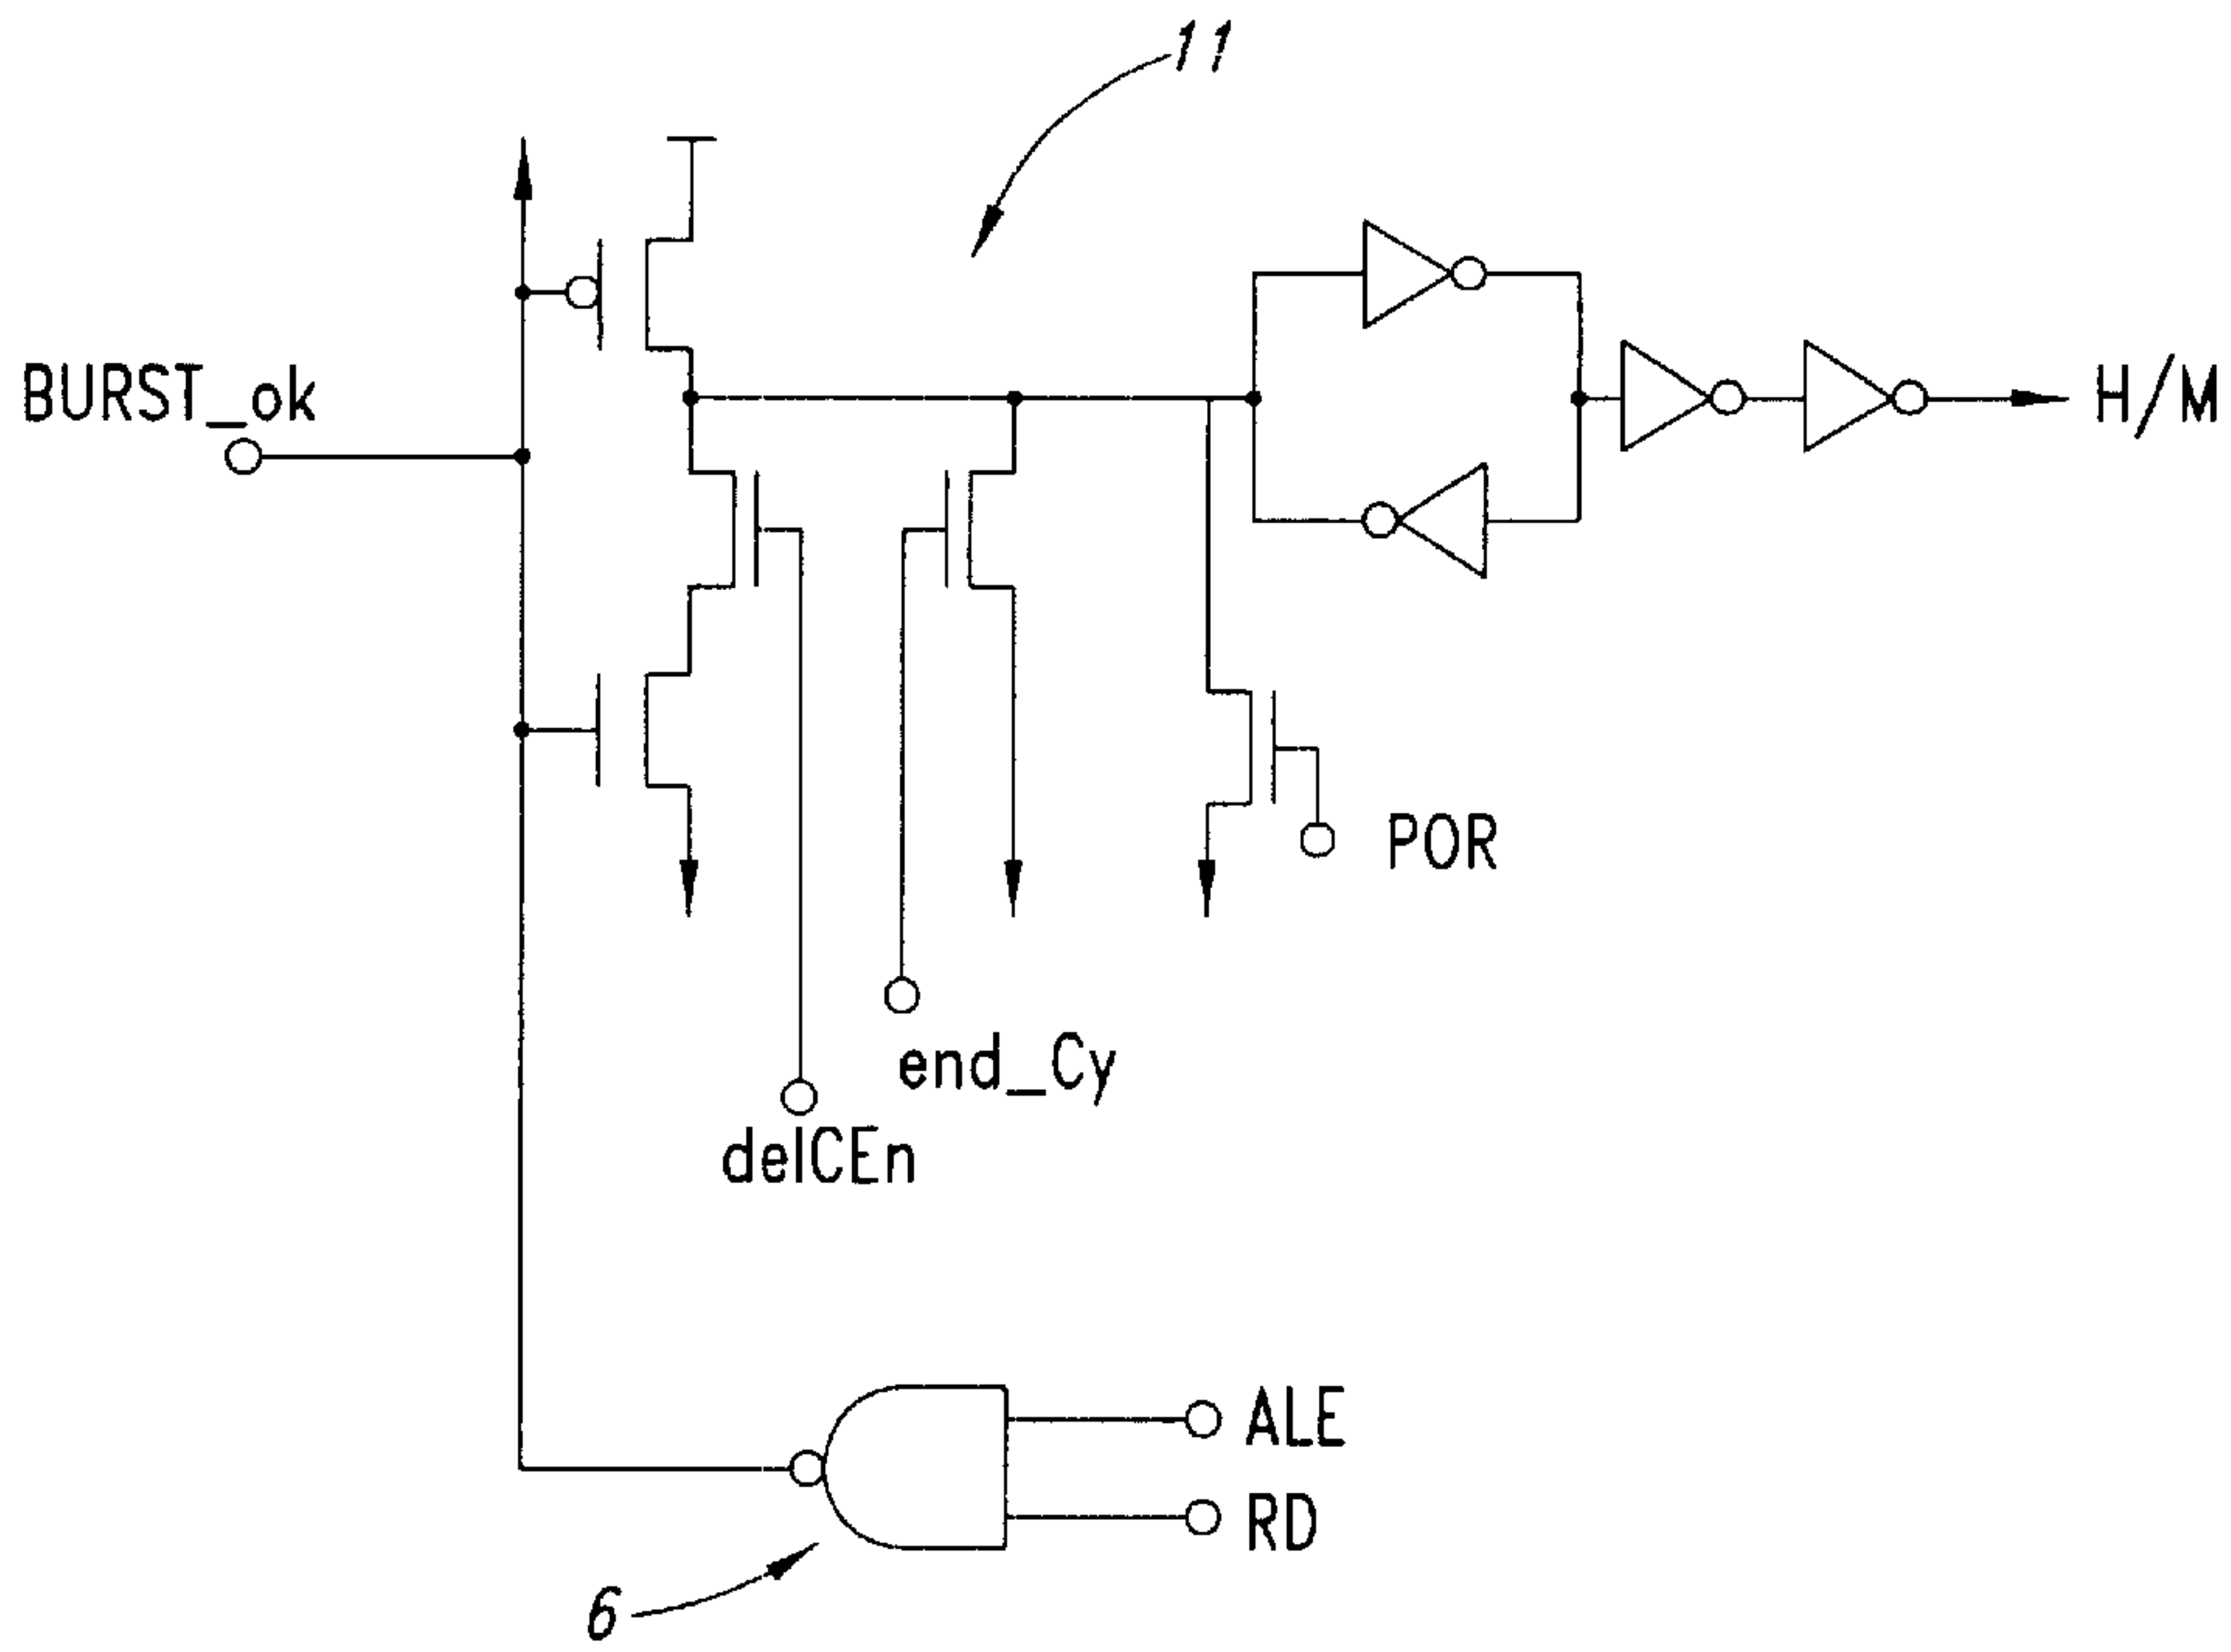 11
BURST_ok
H/M
POR
end_Cy
delCEn
ALE
RD
6